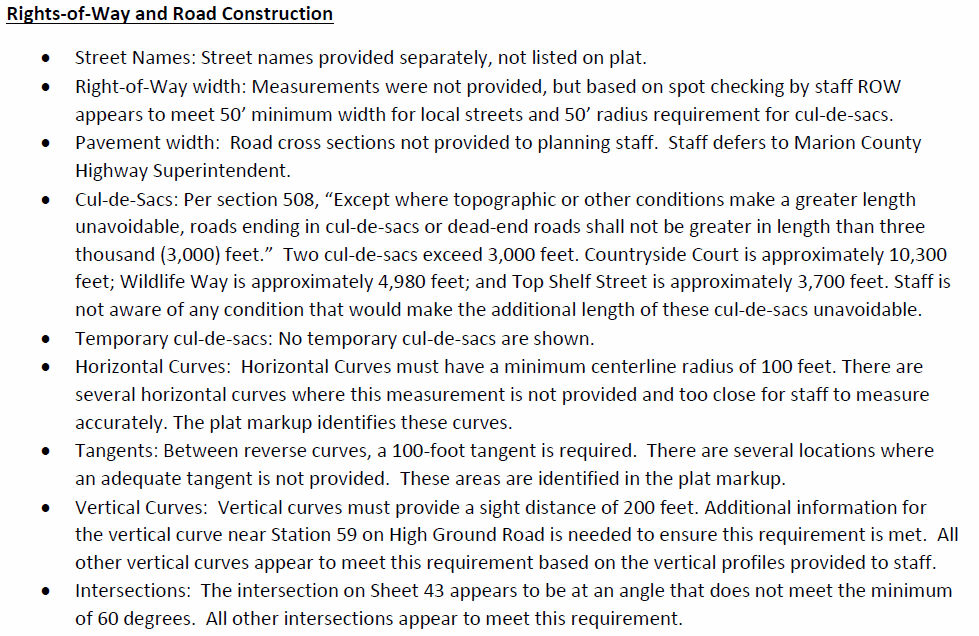 Rights-of-Way and Road Construction
• Street Names: Street names provided separately, not listed on plat.
• Right-of-Way width: Measurements were not provided, but based on spot checking by staff ROW
appears to meet 50’ minimum width for local streets and 50’ radius requirement for cul-de-sacs.
• Pavement width:  Road cross sections not provided to planning staff.  Staff defers to Marion County
Highway Superintendent.
• Cul-de-Sacs: Per section 508, “Except where topographic or other conditions make a greater length
unavoidable, roads ending in cul-de-sacs or dead-end roads shall not be greater in length than three
thousand (3,000) feet.”  Two cul-de-sacs exceed 3,000 feet. Countryside Court is approximately 10,300
feet; Wildlife Way is approximately 4,980 feet; and Top Shelf Street is approximately 3,700 feet. Staff is
not aware of any condition that would make the additional length of these cul-de-sacs unavoidable.
• Temporary cul-de-sacs: No temporary cul-de-sacs are shown.
• Horizontal Curves:  Horizontal Curves must have a minimum centerline radius of 100 feet. There are
several horizontal curves where this measurement is not provided and too close for staff to measure
accurately. The plat markup identifies these curves.
• Tangents: Between reverse curves, a 100-foot tangent is required.  There are several locations where
an adequate tangent is not provided.  These areas are identified in the plat markup.
• Vertical Curves:  Vertical curves must provide a sight distance of 200 feet. Additional information for
the vertical curve near Station 59 on High Ground Road is needed to ensure this requirement is met.  All
other vertical curves appear to meet this requirement based on the vertical profiles provided to staff.
• Intersections:  The intersection on Sheet 43 appears to be at an angle that does not meet the minimum
of 60 degrees.  All other intersections appear to meet this requirement.